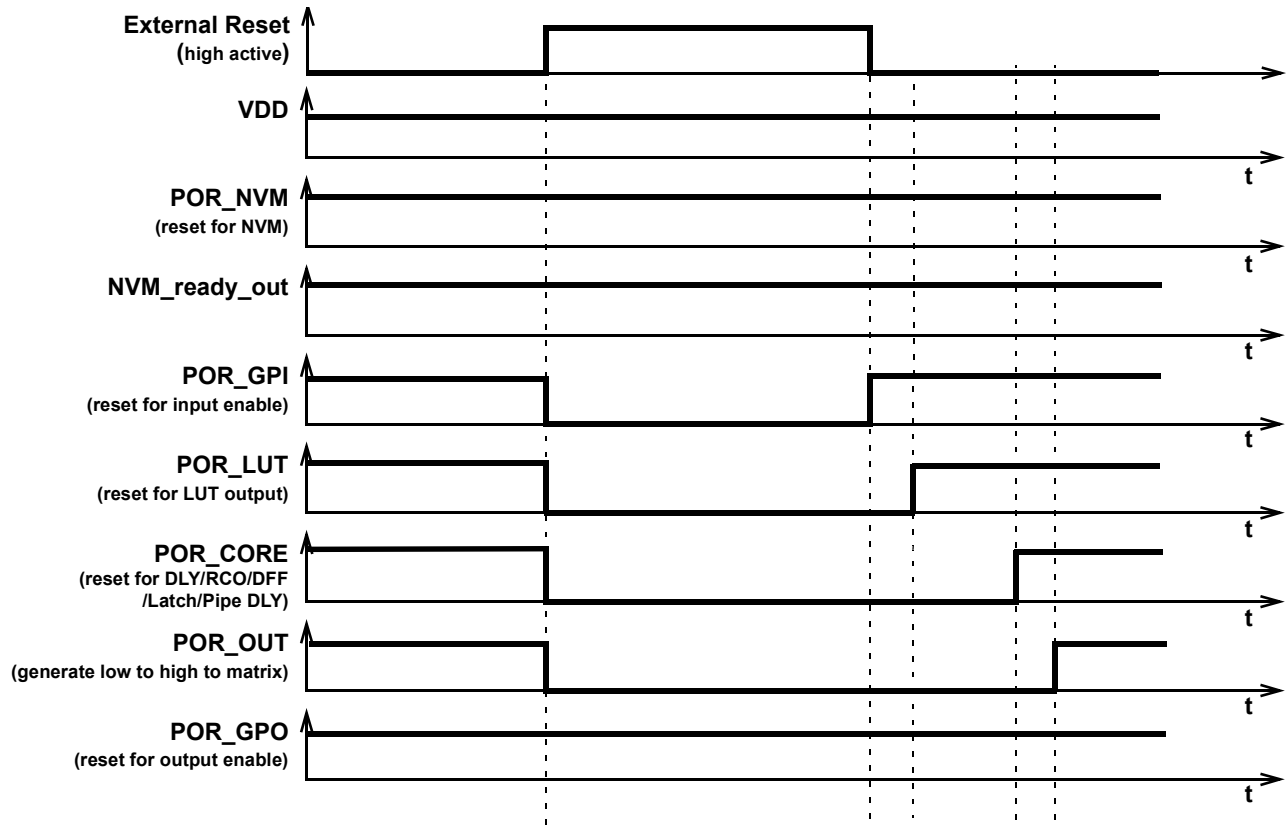 External Reset
(high active)
VDD
t
POR_NVM
(reset for NVM)
t
NVM_ready_out
t
POR_GPI
(reset for input enable)
t
POR_LUT
(reset for LUT output)
t
POR_CORE
(reset for DLY/RCO/DFF
/Latch/Pipe DLY)
t
POR_OUT
(generate low to high to matrix)
t
POR_GPO
(reset for output enable)
t